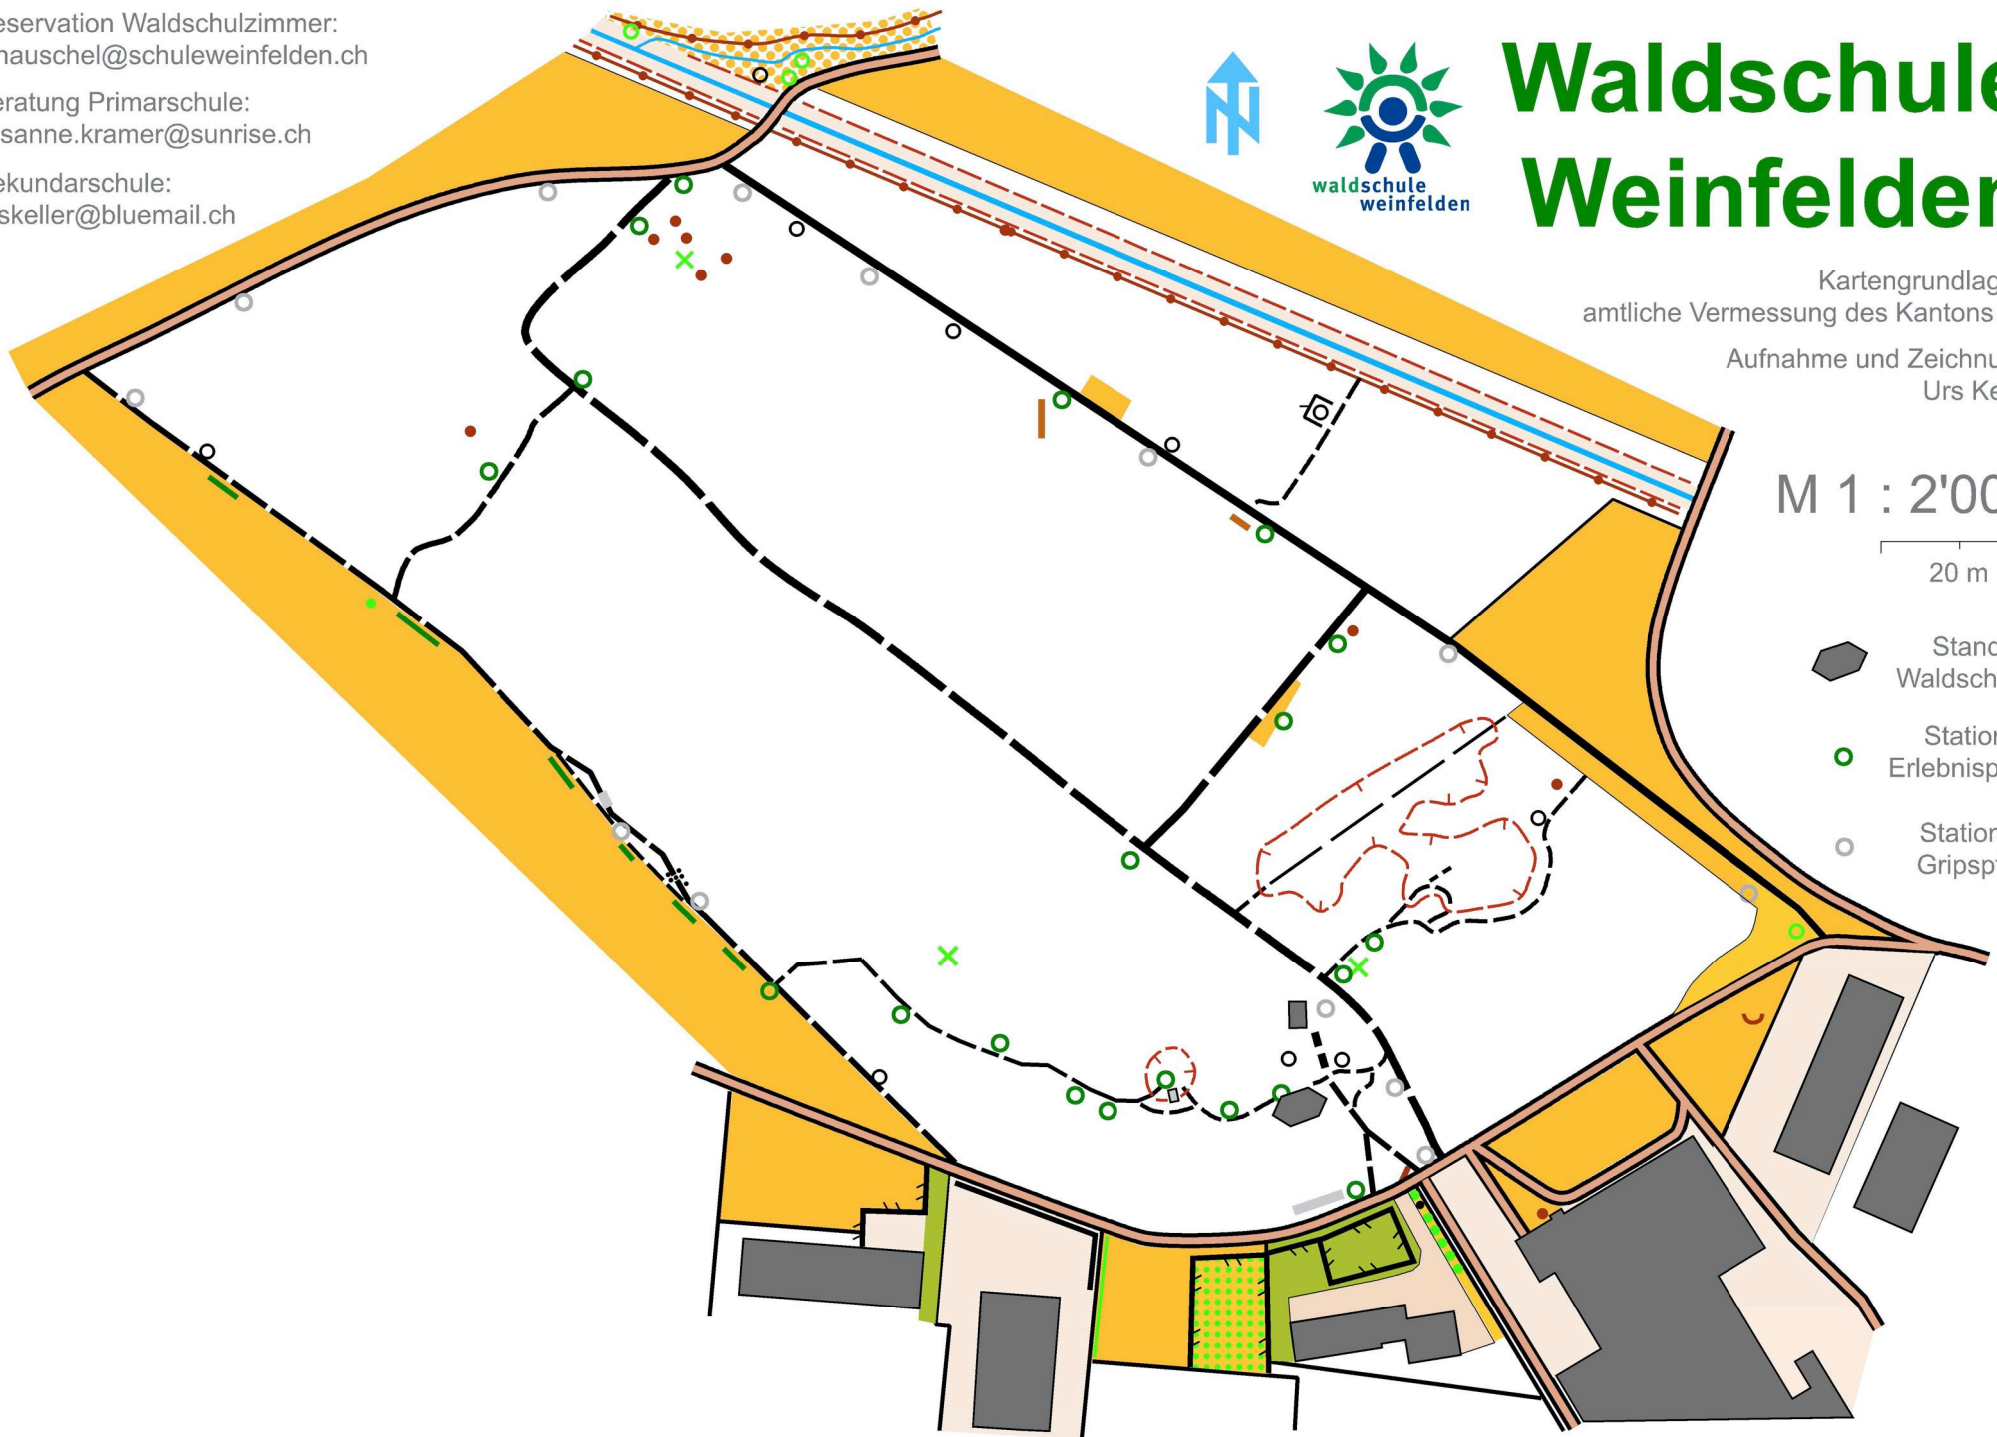 eservation Waldschulzimmer:
hauschel@schuleweinfelden.ch
eratung Primarschule:
sanne.kramer@sunrise.ch
ekundarschule:
skeller@bluemail.ch
N
waldschule
weinfelden
Waldschule
Weinfelden
Kartengrundlag
amtliche Vermessung des Kantons
Aufnahme und Zeichnu
Urs Ke
M 1 : 2'00
20 m
Stand
Waldsch
Station
Erlebnisp
Station
Gripsp